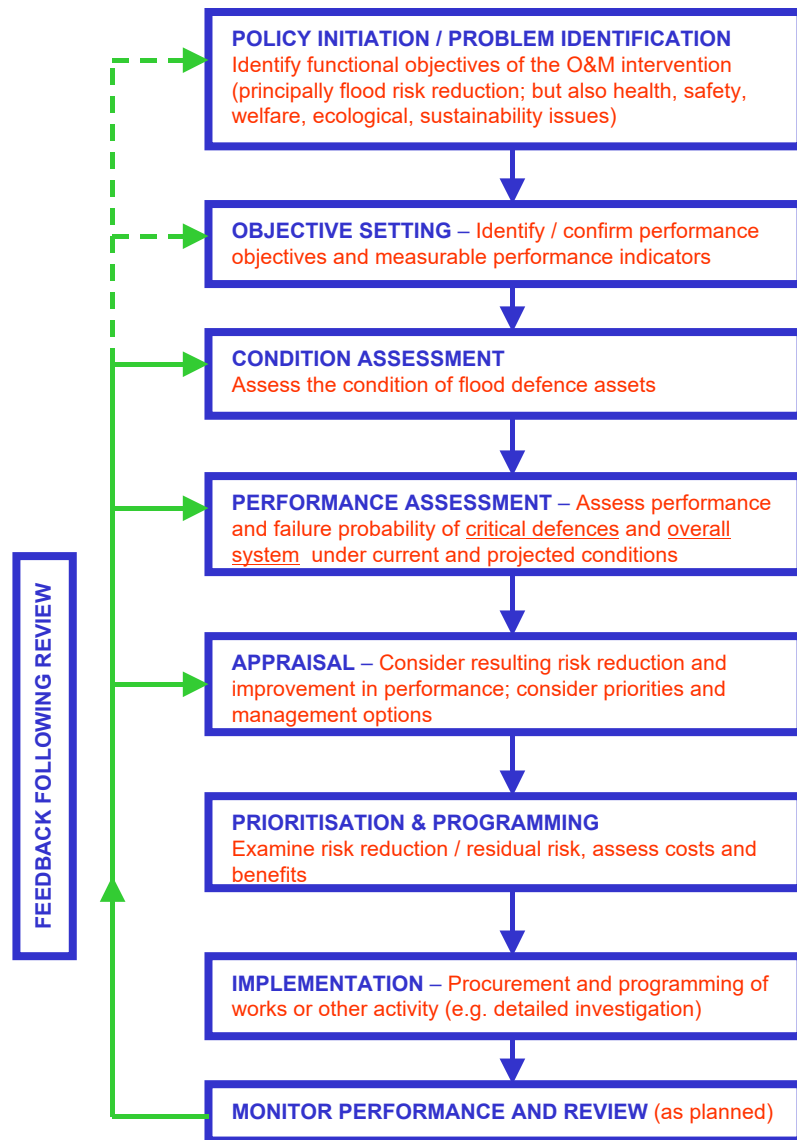 POLICY INITIATION / PROBLEM IDENTIFICATION
Identify functional objectives of the O&M intervention
(principally flood risk reduction; but also health, safety,
welfare, ecological, sustainability issues)
OBJECTIVE SETTING – Identify / confirm performance
objectives and measurable performance indicators
CONDITION ASSESSMENT
Assess the condition of flood defence assets
PERFORMANCE ASSESSMENT – Assess performance
and failure probability of critical defences and overall
system under current and projected conditions
APPRAISAL – Consider resulting risk reduction and
improvement in performance; consider priorities and
management options
PRIORITISATION & PROGRAMMING
Examine risk reduction / residual risk, assess costs and
benefits
IMPLEMENTATION – Procurement and programming of
works or other activity (e.g. detailed investigation)
MONITOR PERFORMANCE AND REVIEW (as planned)
FEEDBACK FOLLOWING REVIEW